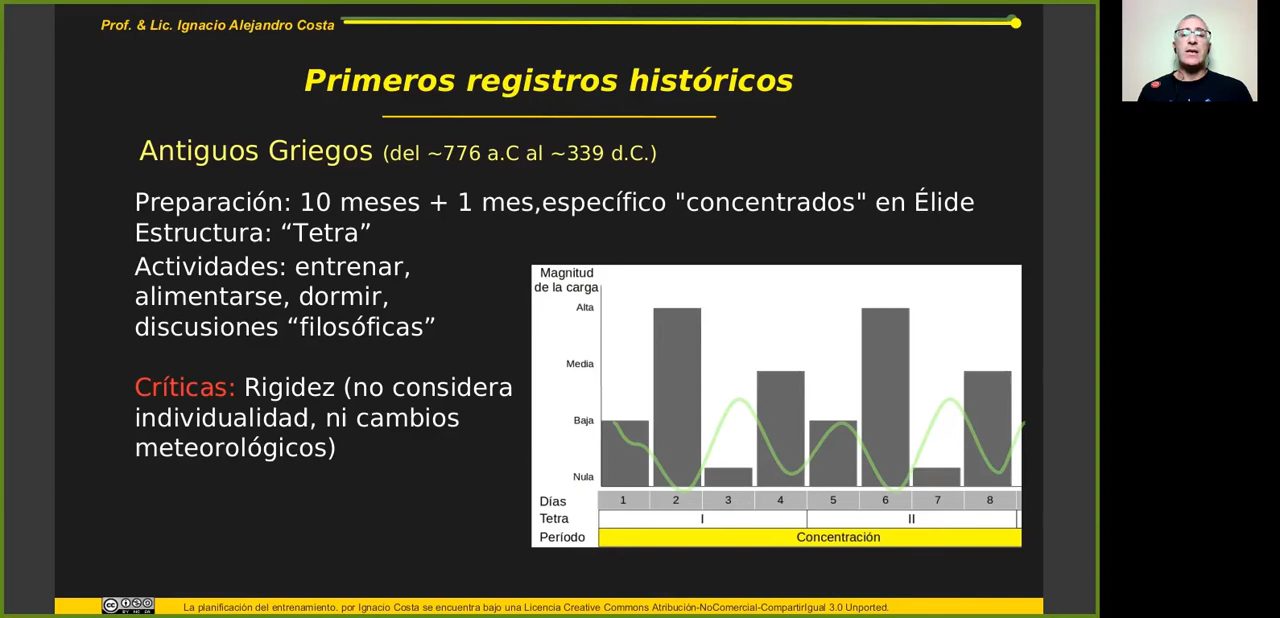 Prof. & Lic. Ignacio Alejandro Costa
Primeros registros históricos
Antiguos Griegos (del ~776 a.C al ~339 d.C.)
Preparación: 10 meses + 1 mes,específico "concentrados" en Élide
Estructura: “Tetra”
Actividades: entrenar,
alimentarse, dormir,
discusiones “filosóficas”
Críticas: Rigidez (no considera
individualidad, ni cambios
meteorológicos)
Magnitud
de la carga
Alta
Media
Baja
Nula
Días 1 2 3 4 5 6 7 8
Tetra I II
Período Concentración
cc BY NC SA
La planificación del entrenamiento. por Ignacio Costa se encuentra bajo una Licencia Creative Commons Atribución-NoComercial-CompartirIgual 3.0 Unported.